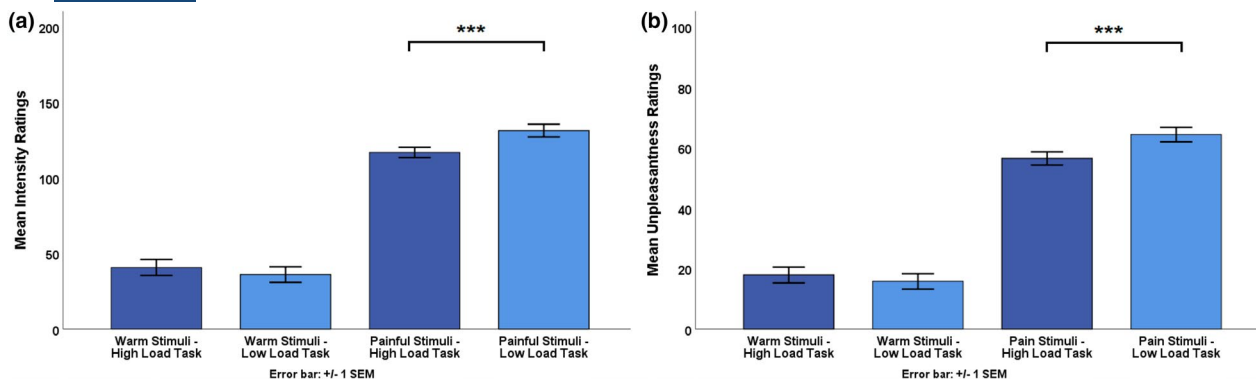 (a)
Mean Intensity Ratings
200
150
100
50
0
***
Warm Stimuli -
High Load Task
Warm Stimuli -
Low Load Task
Painful Stimuli -
High Load Task
Painful Stimuli -
Low Load Task
Error bar: +/- 1 SEM
(b)
Mean Unpleasantness Ratings
100
80
60
40
20
0
***
Warm Stimuli -
High Load Task
Warm Stimuli -
Low Load Task
Pain Stimuli -
High Load Task
Pain Stimuli -
Low Load Task
Error bar: +/- 1 SEM